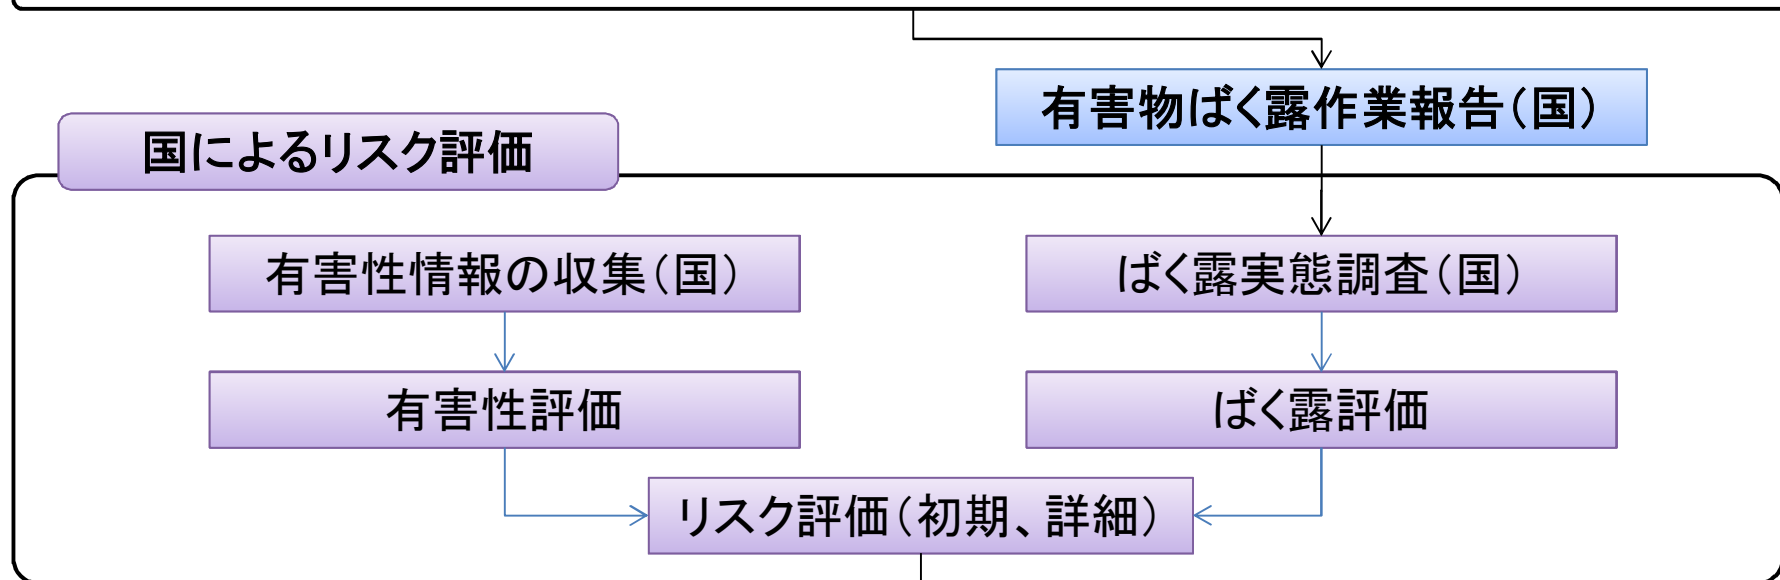 有害物ばく露作業報告（国）
国によるリスク評価
有害性情報の収集（国）
ばく露実態調査（国）
有害性評価
ばく露評価
リスク評価（初期、詳細）